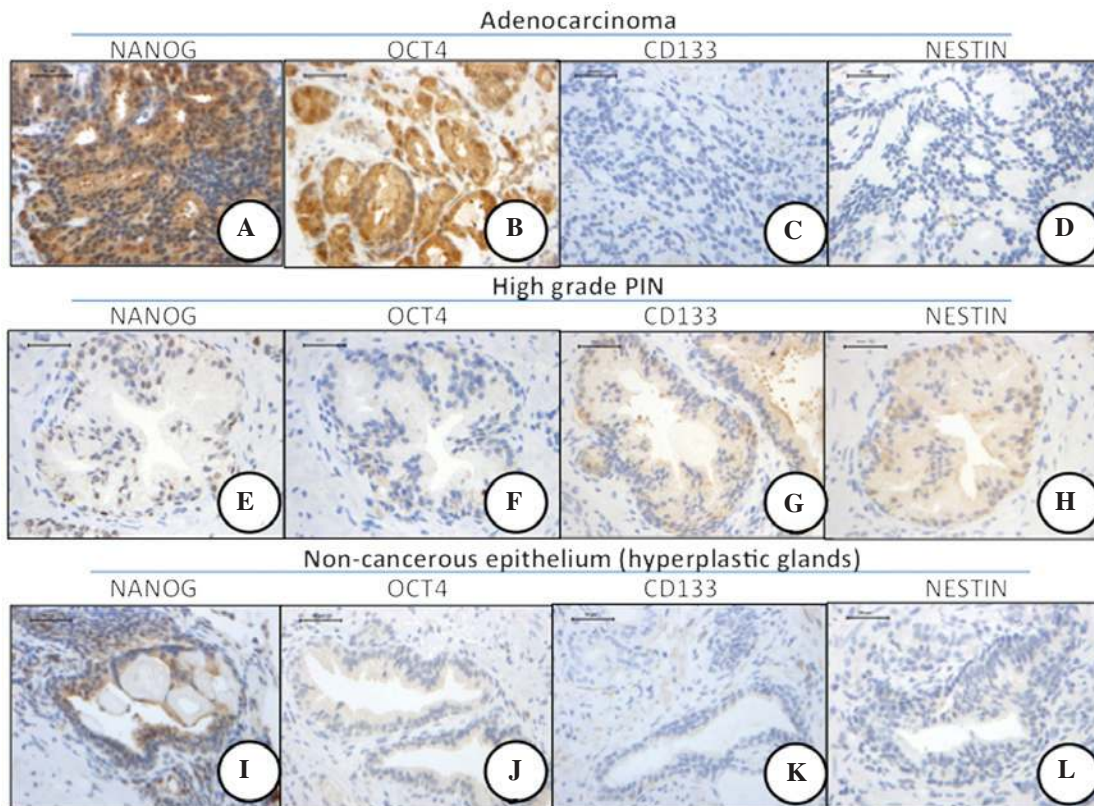 Adenocarcinoma
NANOG OCT4 CD133 NESTIN
A B C D
High grade PIN
NANOG OCT4 CD133 NESTIN
E F G H
Non-cancerous epithelium (hyperplastic glands)
NANOG OCT4 CD133 NESTIN
I J K L